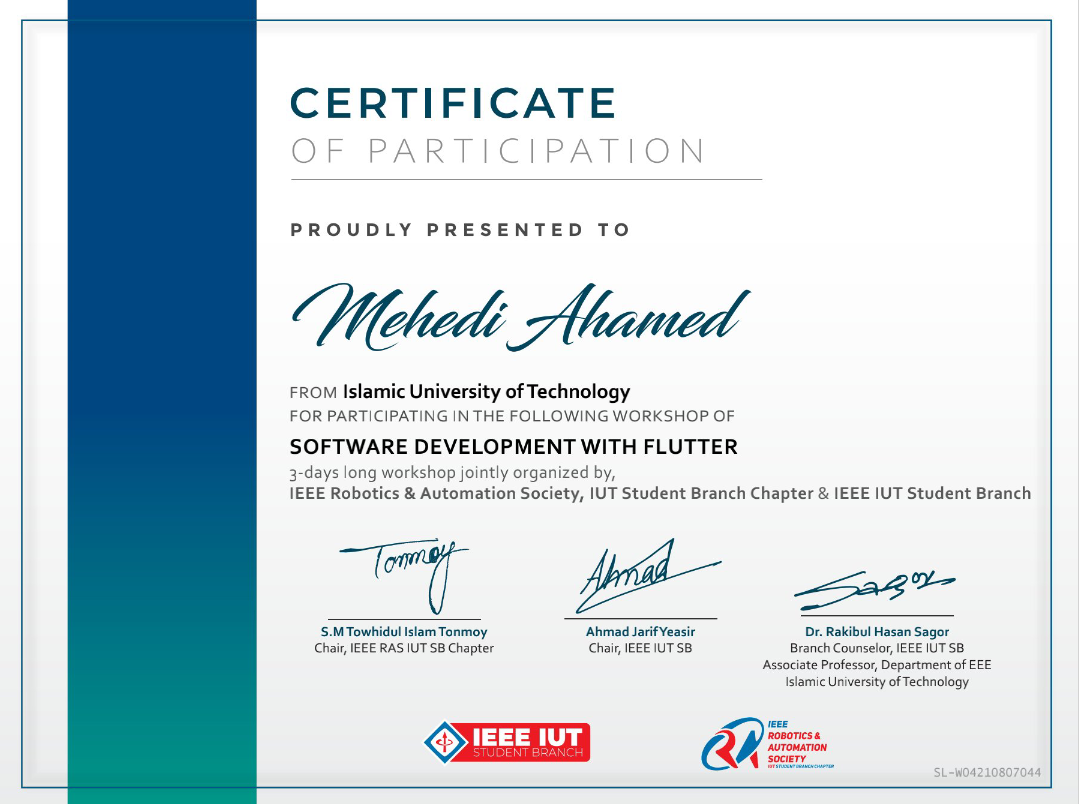 CERTIFICATE
OF PARTICIPATION
PROUDLY PRESENTED TO
Mehedi Ahamed
FROM Islamic University of Technology
FOR PARTICIPATING IN THE FOLLOWING WORKSHOP OF
SOFTWARE DEVELOPMENT WITH FLUTTER
3-days long workshop jointly organized by,
IEEE Robotics & Automation Society, IUT Student Branch Chapter & IEEE IUT Student Branch
Tonmoy
Ahmad
Sagor
S.M Towhidul Islam Tonmoy
Chair, IEEE RAS IUT SB Chapter
Ahmad Jarif Yeasir
Chair, IEEE IUT SB
Dr. Rakibul Hasan Sagor
Branch Counselor, IEEE IUT SB
Associate Professor, Department of EEE
Islamic University of Technology
IEEE IUT
STUDENT BRANCH
IEEE
ROBOTICS &
AUTOMATION
SOCIETY
IUT STUDENT BRANCH CHAPTER
SL-W04210807044